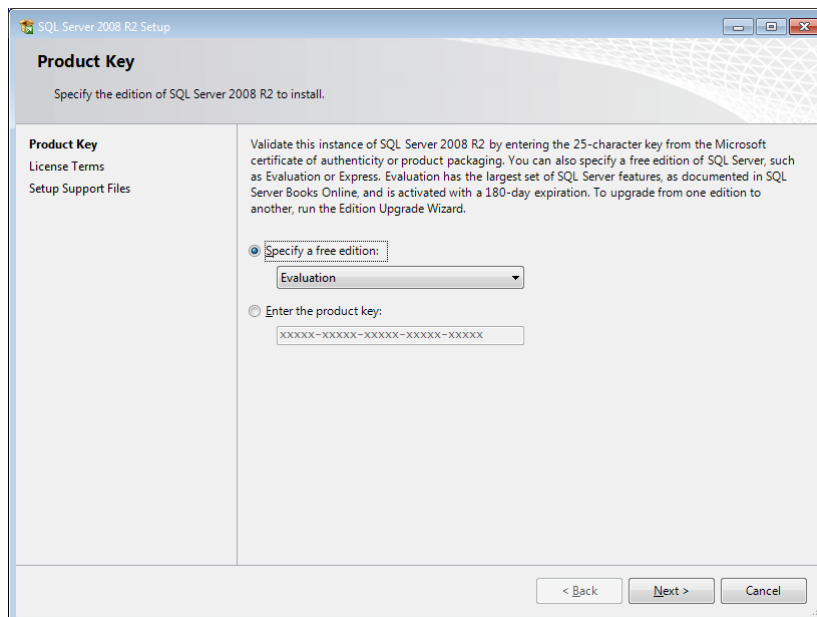 SQL Server 2008 R2 Setup
Product Key
Specify the edition of SQL Server 2008 R2 to install.
Product Key
License Terms
Setup Support Files
Validate this instance of SQL Server 2008 R2 by entering the 25-character key from the Microsoft
certificate of authenticity or product packaging. You can also specify a free edition of SQL Server, such
as Evaluation or Express. Evaluation has the largest set of SQL Server features, as documented in SQL
Server Books Online, and is activated with a 180-day expiration. To upgrade from one edition to
another, run the Edition Upgrade Wizard.
Specify a free edition:
Evaluation
Enter the product key:
xxxxx-xxxxx-xxxxx-xxxxx-xxxxx
< Back
Next >
Cancel